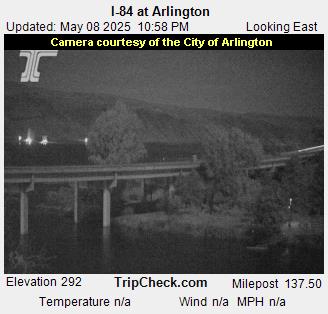 I-84 at Arlington
Updated: May 08 2025 10:58 PM Looking East
Camera courtesy of the City of Arlington
Elevation 292 TripCheck.com Milepost 137.50
Temperature n/a Wind n/a MPH n/a